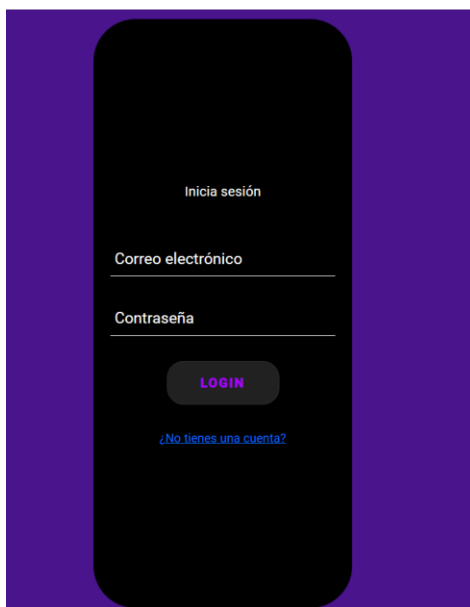 Inicia sesión
Correo electrónico
Contraseña
LOGIN
¿No tienes una cuenta?